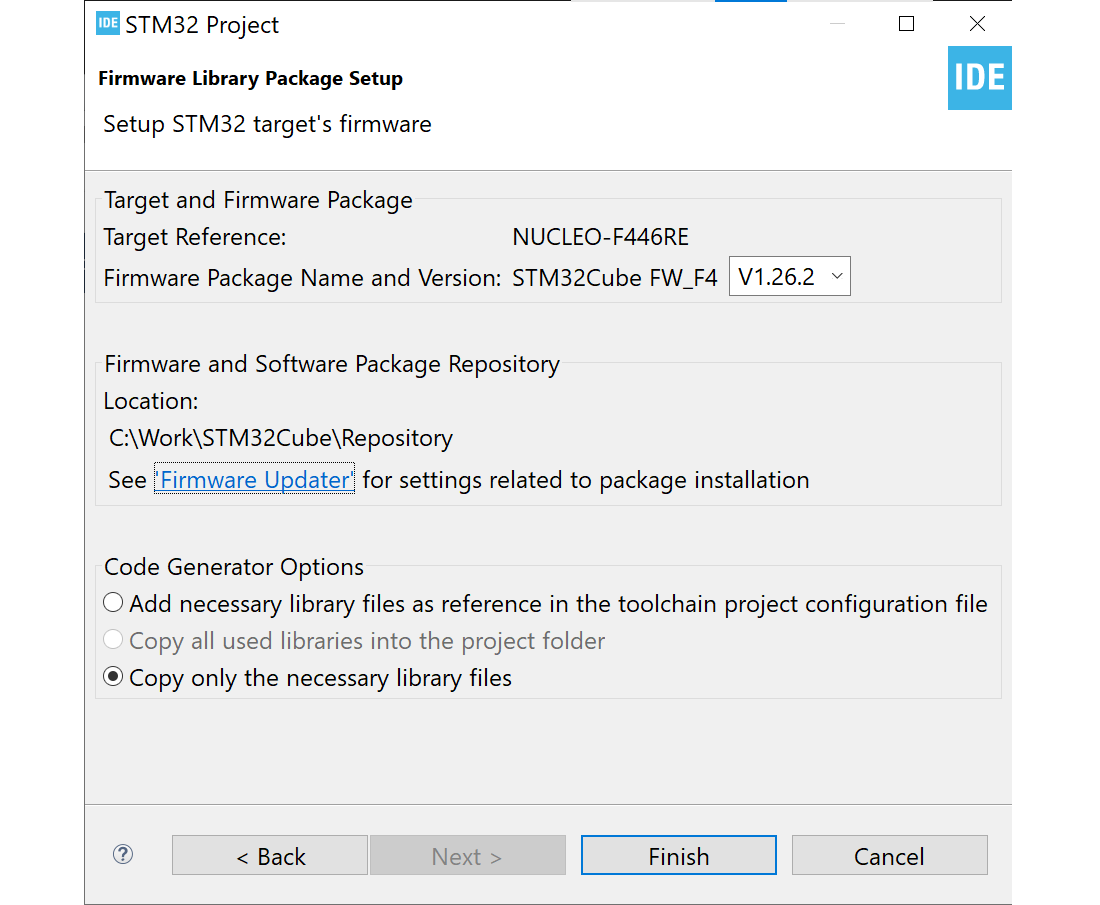 IDE STM32 Project
Firmware Library Package Setup
IDE
Setup STM32 target's firmware
Target and Firmware Package
Target Reference: NUCLEO-F446RE
Firmware Package Name and Version: STM32Cube FW_F4 V1.26.2
Firmware and Software Package Repository
Location:
C:\Work\STM32Cube\Repository
See 'Firmware Updater' for settings related to package installation
Code Generator Options
Add necessary library files as reference in the toolchain project configuration file
Copy all used libraries into the project folder
Copy only the necessary library files
? < Back Next > Finish Cancel